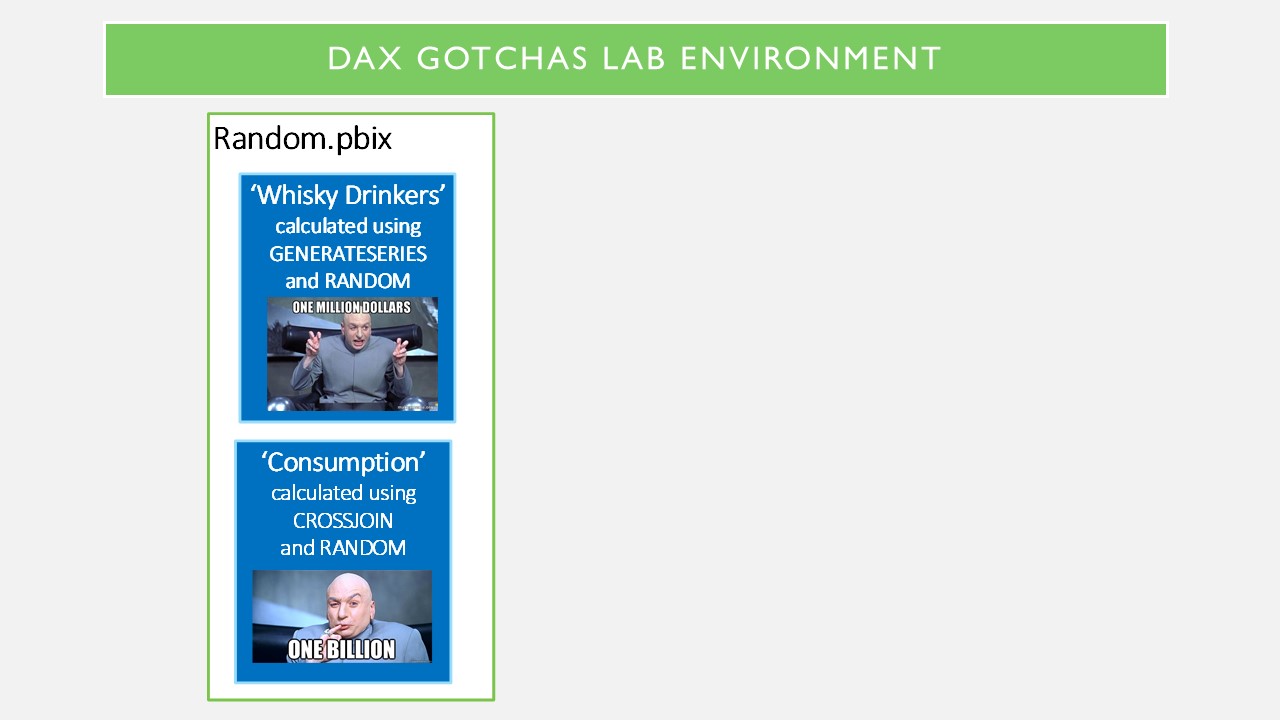 DAX GOTCHAS LAB ENVIRONMENT
Random.pbix
‘Whisky Drinkers’
calculated using
GENERATESERIES
and RANDOM
ONE MILLION DOLLARS
‘Consumption’
calculated using
CROSSJOIN
and RANDOM
ONE BILLION